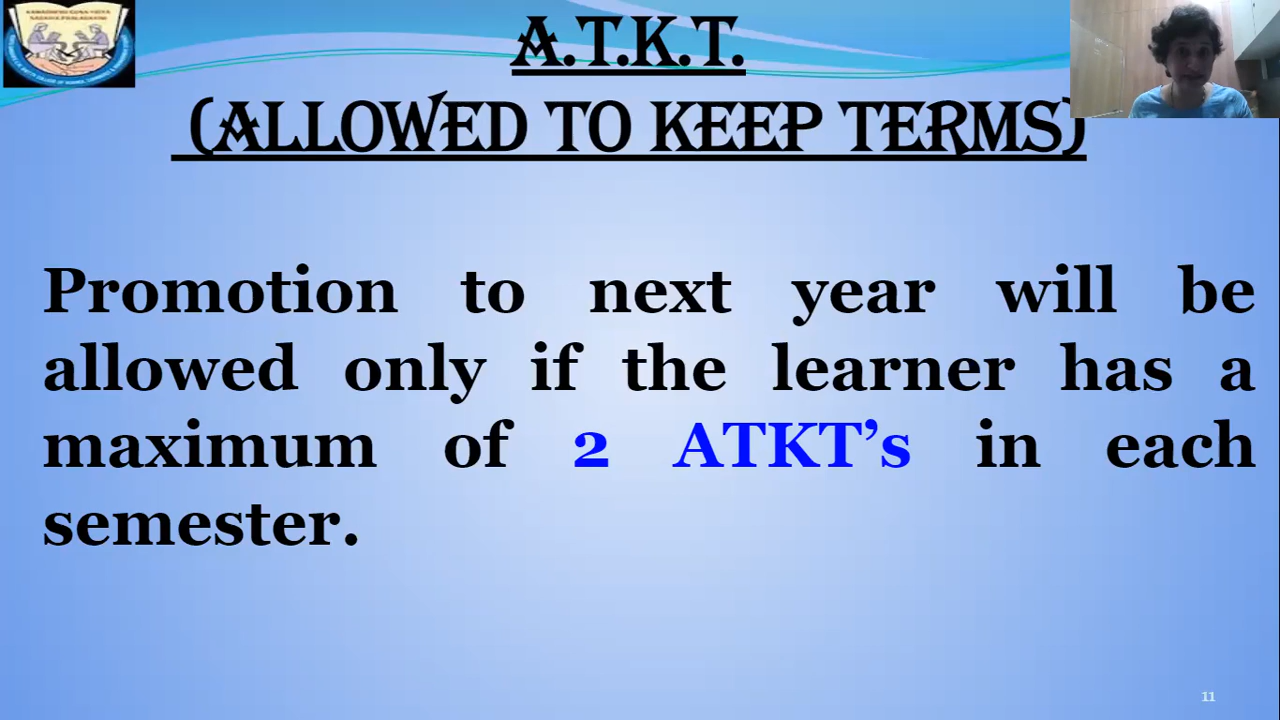 A.T.K.T.
(ALLOWED TO KEEP TERMS)
Promotion to next year will be
allowed only if the learner has a
maximum of 2 ATKT’s in each
semester.
11